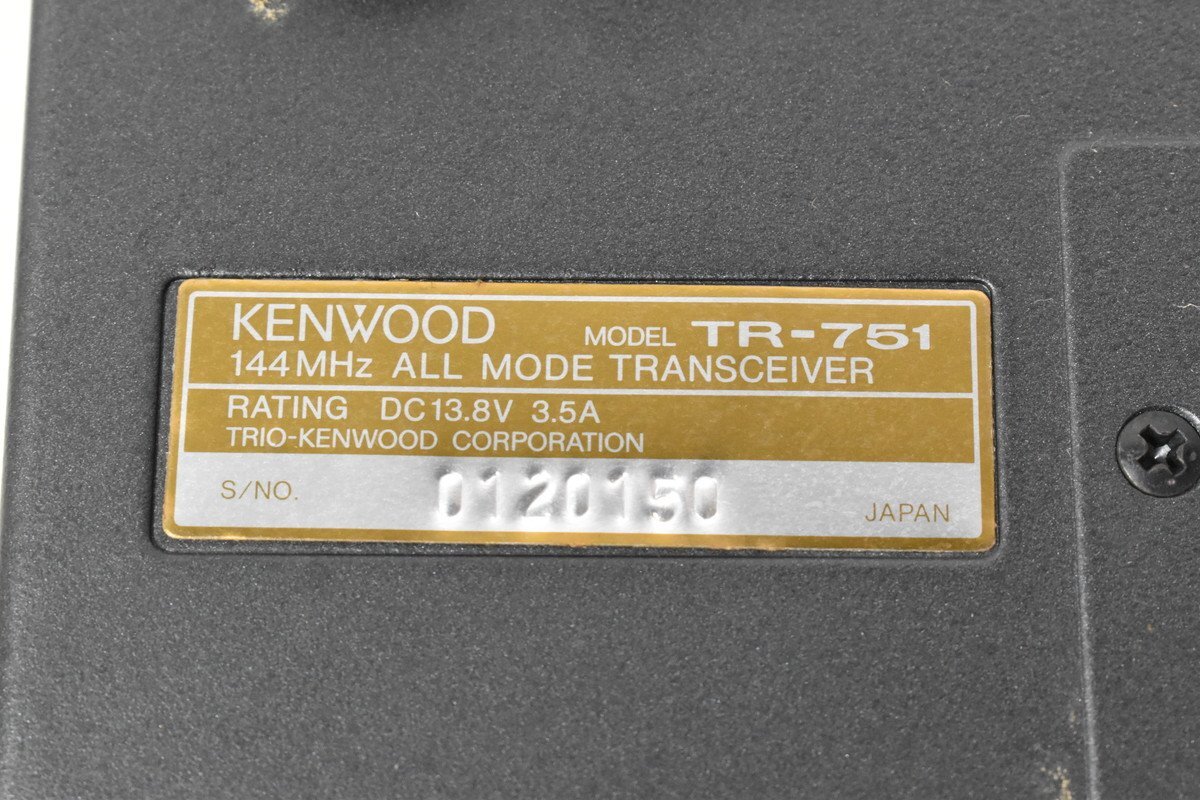 KENWOOD MODEL TR-751
144MHz ALL MODE TRANSCEIVER
RATING DC13.8V 3.5A
TRIO-KENWOOD CORPORATION
S/NO. 0120150 JAPAN